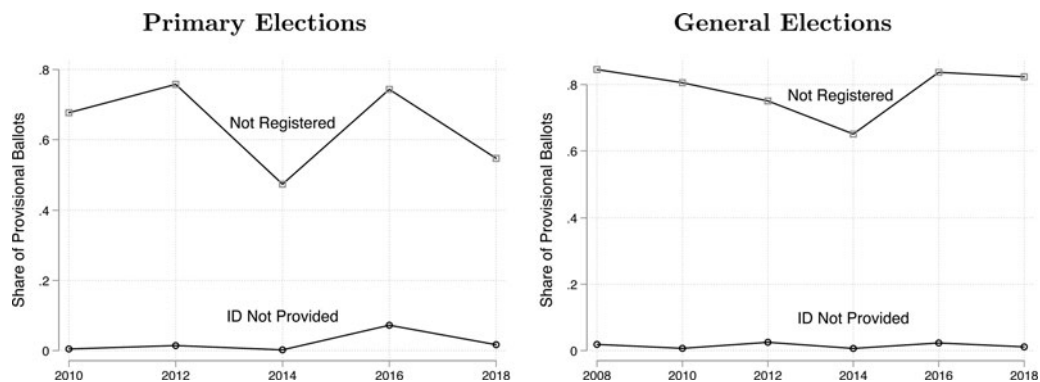 Primary Elections
Share of Provisional Ballots
.8
.6
.4
.2
0
Not Registered
ID Not Provided
2010 2012 2014 2016 2018
General Elections
Share of Provisional Ballots
.8
.6
.4
.2
0
Not Registered
ID Not Provided
2008 2010 2012 2014 2016 2018